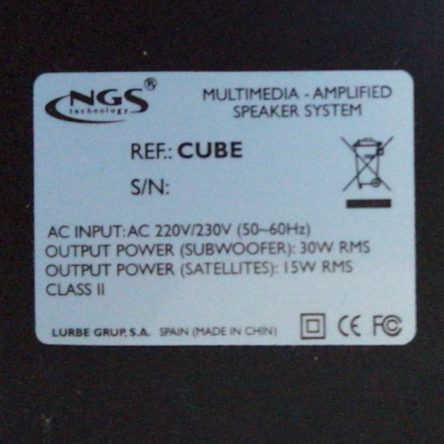 NGS®
technology
MULTIMEDIA - AMPLIFIED
SPEAKER SYSTEM
REF.: CUBE
S/N:
AC INPUT: AC 220V/230V (50~60Hz)
OUTPUT POWER (SUBWOOFER): 30W RMS
OUTPUT POWER (SATELLITES): 15W RMS
CLASS II
LURBE GRUP, S.A. SPAIN (MADE IN CHIN) CE FC